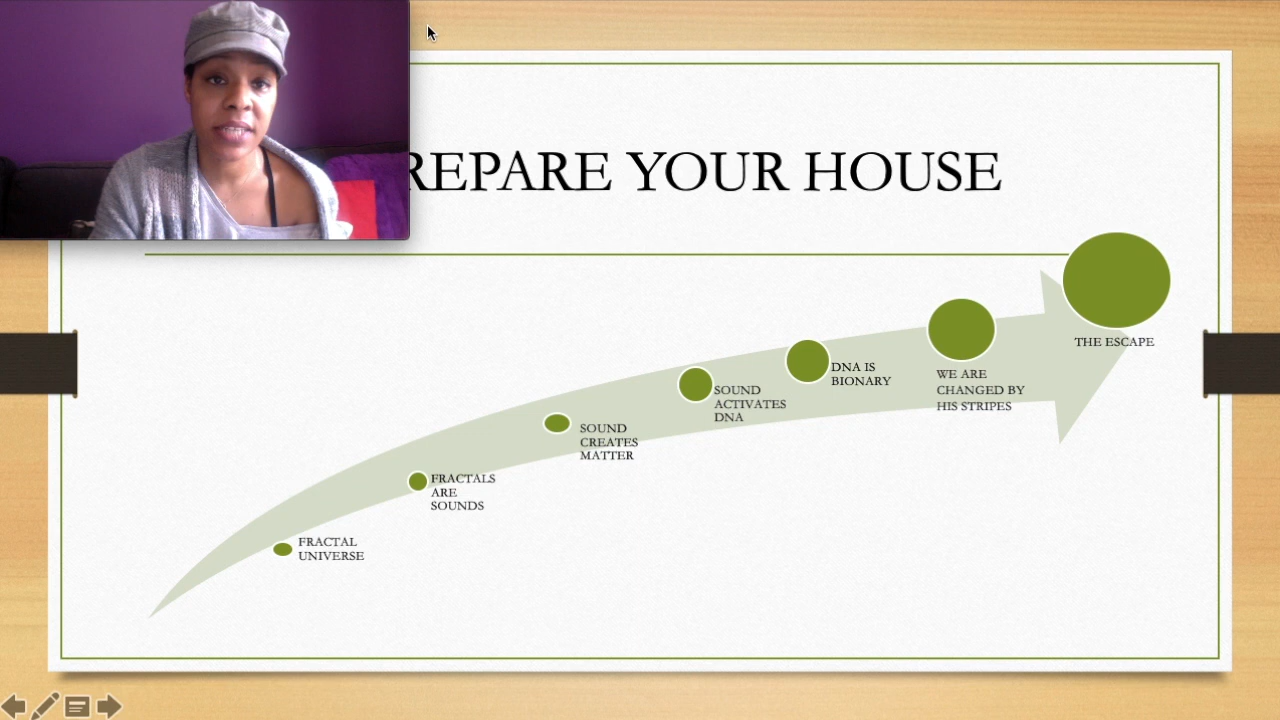 REPARE YOUR HOUSE
THE ESCAPE
WE ARE
CHANGED BY
HIS STRIPES
DNA IS
BIONARY
SOUND
ACTIVATES
DNA
SOUND
CREATES
MATTER
FRACTALS
ARE
SOUNDS
FRACTAL
UNIVERSE